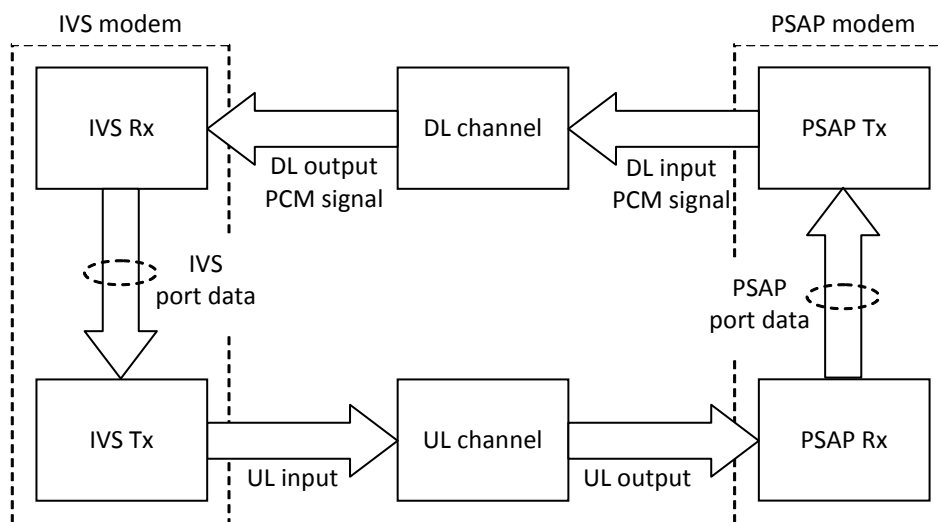 IVS modem
PSAP modem
IVS Rx
DL channel
PSAP Tx
DL output
PCM signal
DL input
PCM signal
IVS
port data
PSAP
port data
IVS Tx
UL channel
PSAP Rx
UL input
UL output